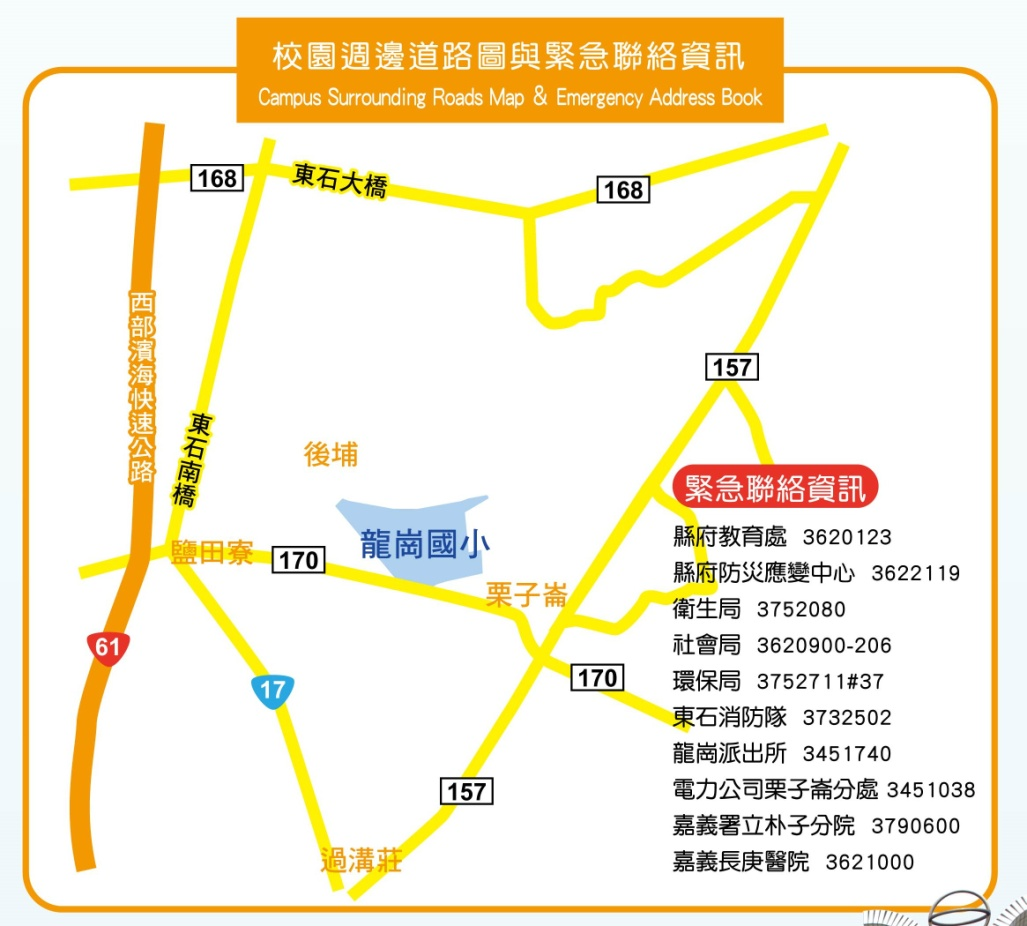 校園週邊道路圖與緊急聯絡資訊
Campus Surrounding Roads Map & Emergency Address Book
168
東石大橋
168
西部濱海快速公路
157
東石南橋
後埔
龍崗國小
鹽田寮
170
栗子崙
61
17
170
157
過溝莊
緊急聯絡資訊
縣府教育處 3620123
縣府防災應變中心 3622119
衛生局 3752080
社會局 3620900-206
環保局 3752711#37
東石消防隊 3732502
龍崗派出所 3451740
電力公司栗子崙分處 3451038
嘉義署立朴子分院 3790600
嘉義長庚醫院 3621000